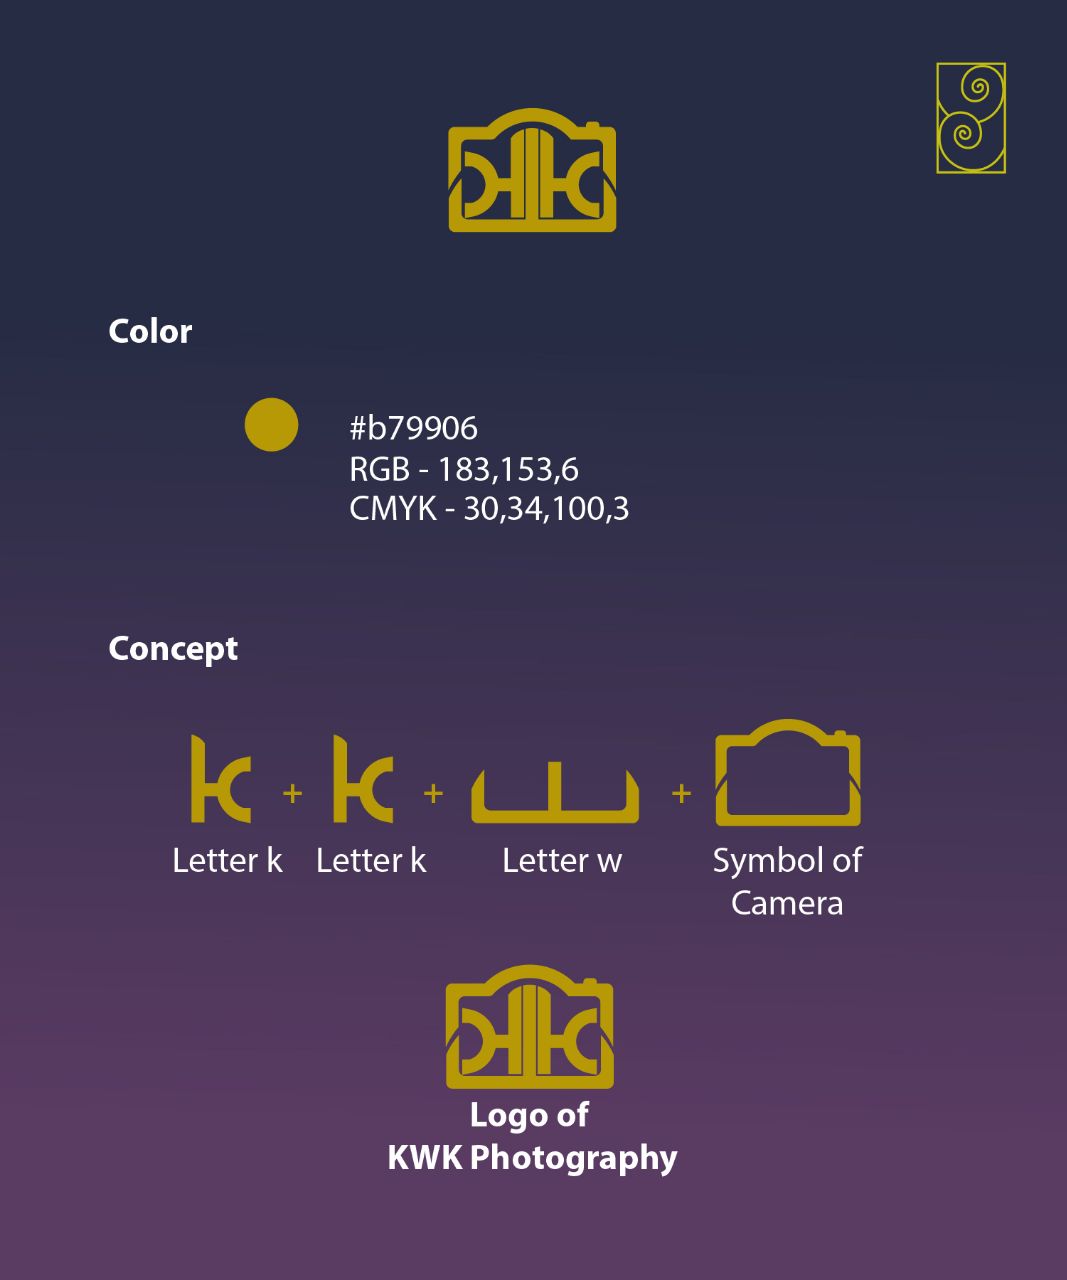 Color
#b79906
RGB - 183,153,6
CMYK - 30,34,100,3
Concept
+ + +
Letter k Letter k Letter w Symbol of
Camera
Logo of
KWK Photography